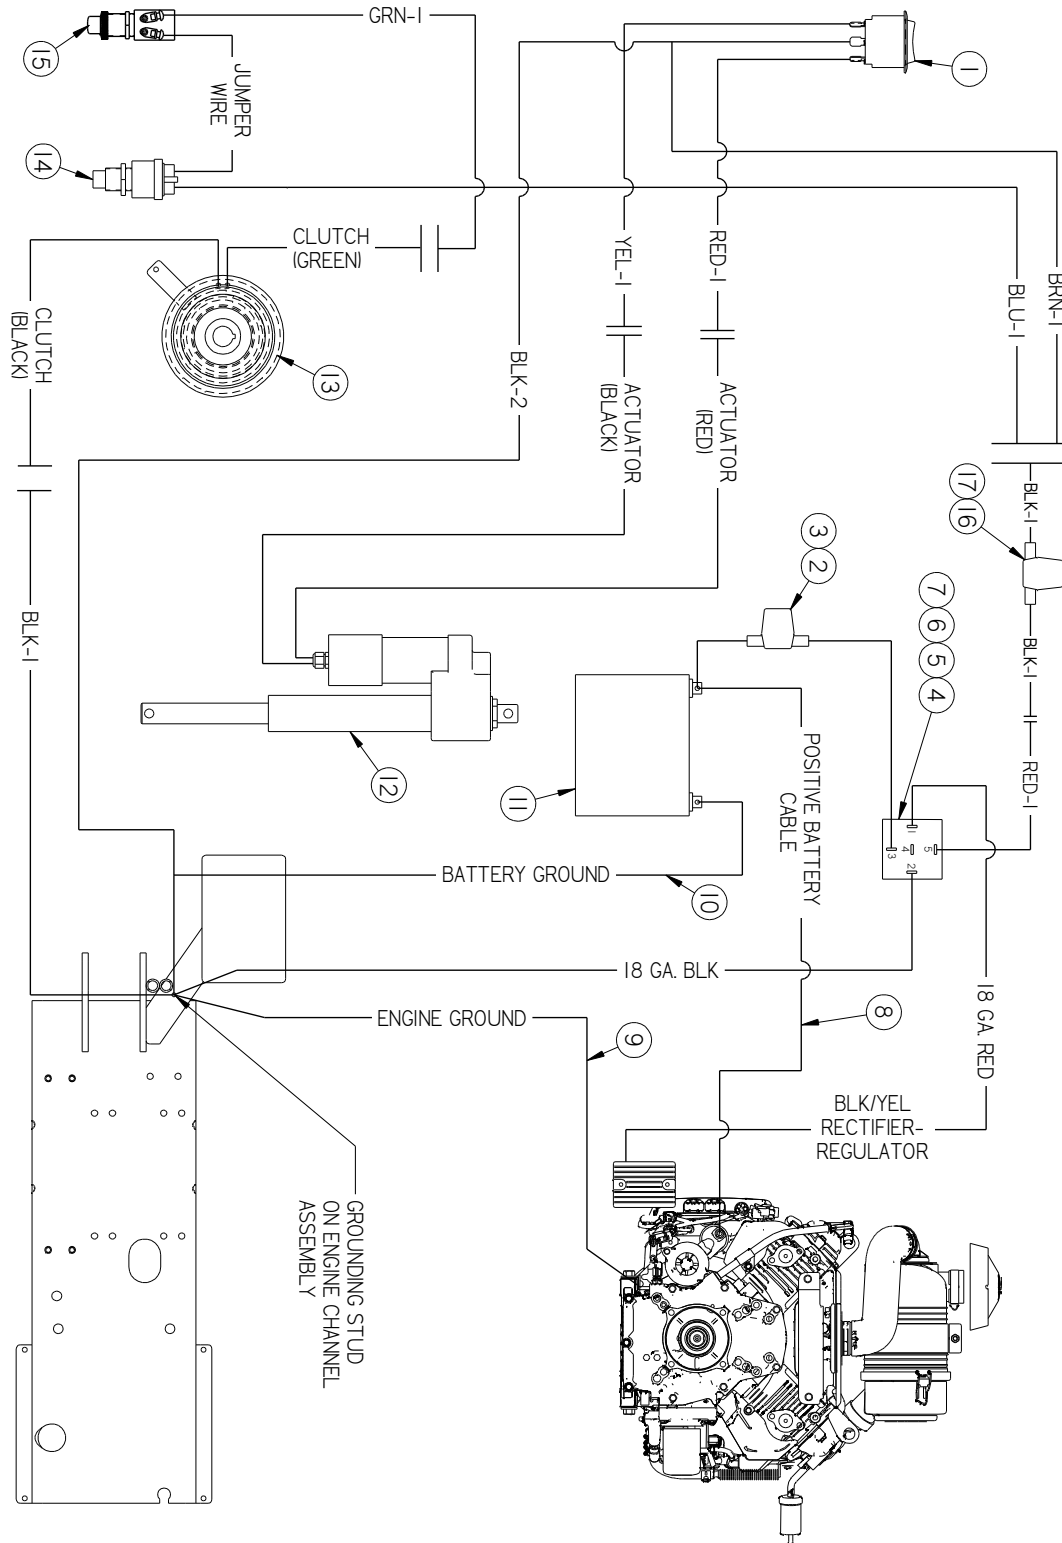 GRN-1
15
JUMPER
WIRE
14
1
CLUTCH
(GREEN)
CLUTCH
(BLACK)
13
BLK-2
YEL-1
RED-1
ACTUATOR
(BLACK)
ACTUATOR
(RED)
BRN-1
BLU-1
BLK-1
17
16
BLK-1
RED-1
3
2
7
6
5
4
1
5
4
3
2
BLK-1
12
11
POSITIVE BATTERY
CABLE
BATTERY GROUND
10
18 GA. BLK
18 GA. RED
ENGINE GROUND
9
8
BLK/YEL
RECTIFIER-
REGULATOR
GROUNDING STUD
ON ENGINE CHANNEL
ASSEMBLY